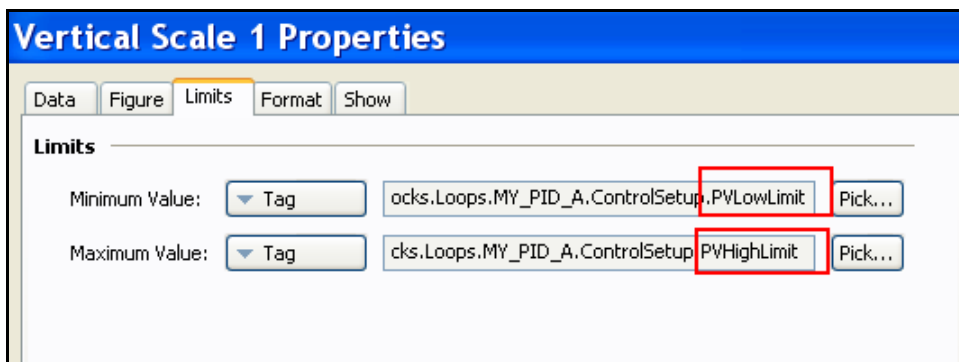 Vertical Scale 1 Properties
Data Figure Limits Format Show
Limits
Minimum Value: Tag ocks.Loops.MY_PID_A.ControlSetup.PVLowLimit Pick...
Maximum Value: Tag cks.Loops.MY_PID_A.ControlSetup.PVHighLimit Pick...